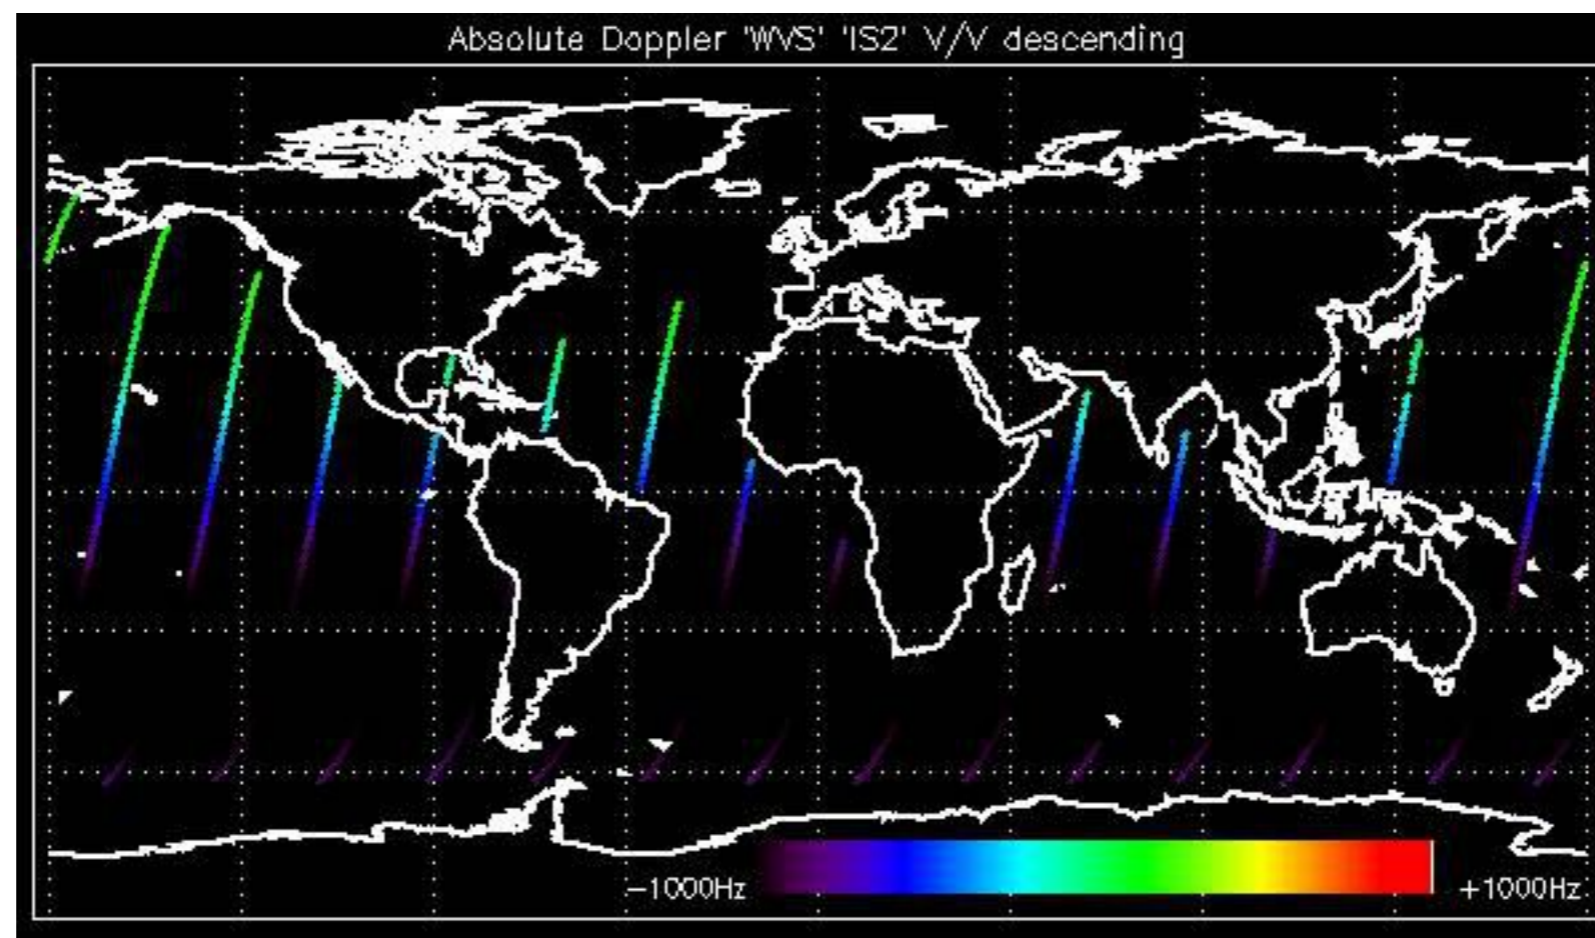 Absolute Doppler 'WVS' 'IS2' V/V descending
−1000Hz +1000Hz